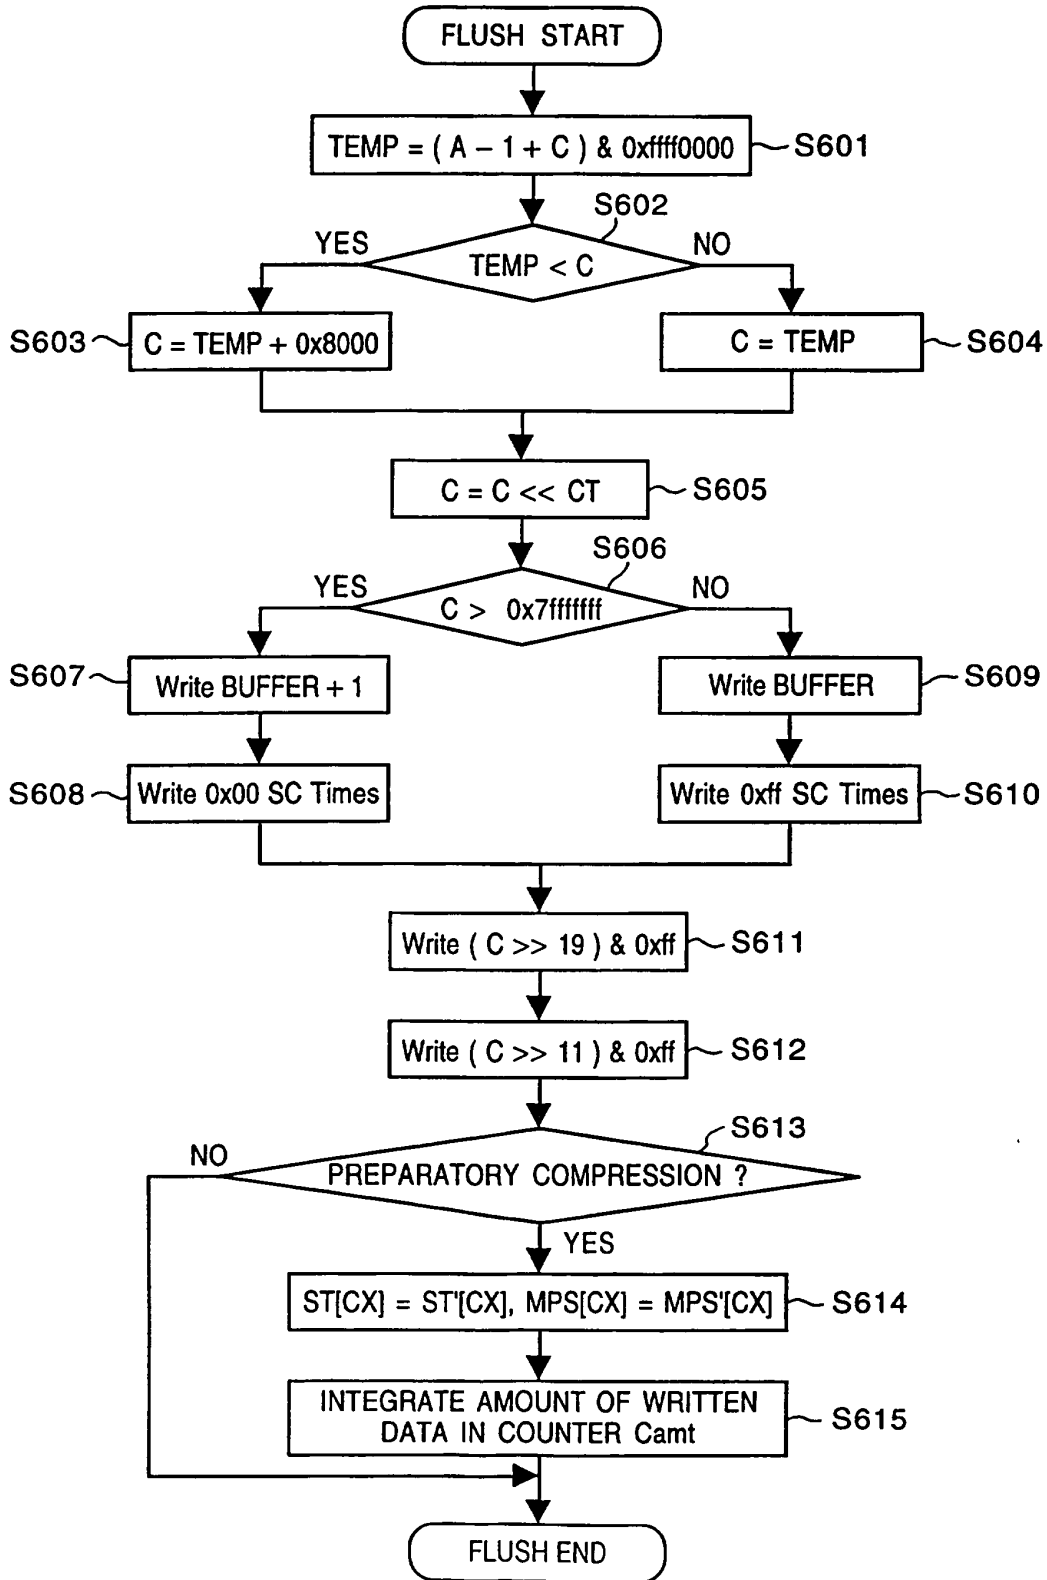 FLUSH START
TEMP = ( A − 1 + C ) & 0xffff0000
S601
S602
YES
NO
TEMP < C
S603
C = TEMP + 0x8000
C = TEMP
S604
C = C << CT
S605
S606
YES
NO
C > 0x7fffffff
S607
Write BUFFER + 1
Write BUFFER
S609
S608
Write 0x00 SC Times
Write 0xff SC Times
S610
Write ( C >> 19 ) & 0xff
S611
Write ( C >> 11 ) & 0xff
S612
S613
NO
PREPARATORY COMPRESSION ?
YES
ST[CX] = ST'[CX], MPS[CX] = MPS'[CX]
S614
INTEGRATE AMOUNT OF WRITTEN
DATA IN COUNTER Camt
S615
FLUSH END